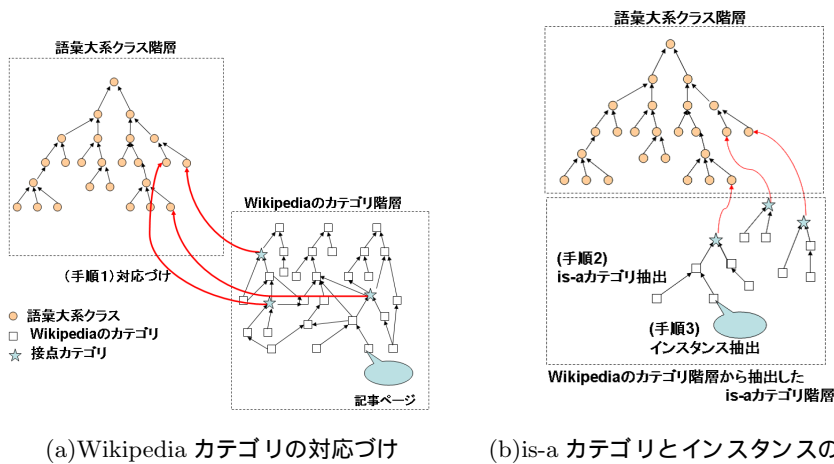 語彙大系クラス階層
Wikipediaのカテゴリ階層
(手順1)対応づけ
語彙大系クラス
Wikipediaのカテゴリ
接点カテゴリ
記事ページ
(a)Wikipedia カテゴリの対応づけ
語彙大系クラス階層
(手順2)
is-aカテゴリ抽出
(手順3)
インスタンス抽出
Wikipediaのカテゴリ階層から抽出した
is-aカテゴリ階層
(b)is-a カテゴリとインスタンスの